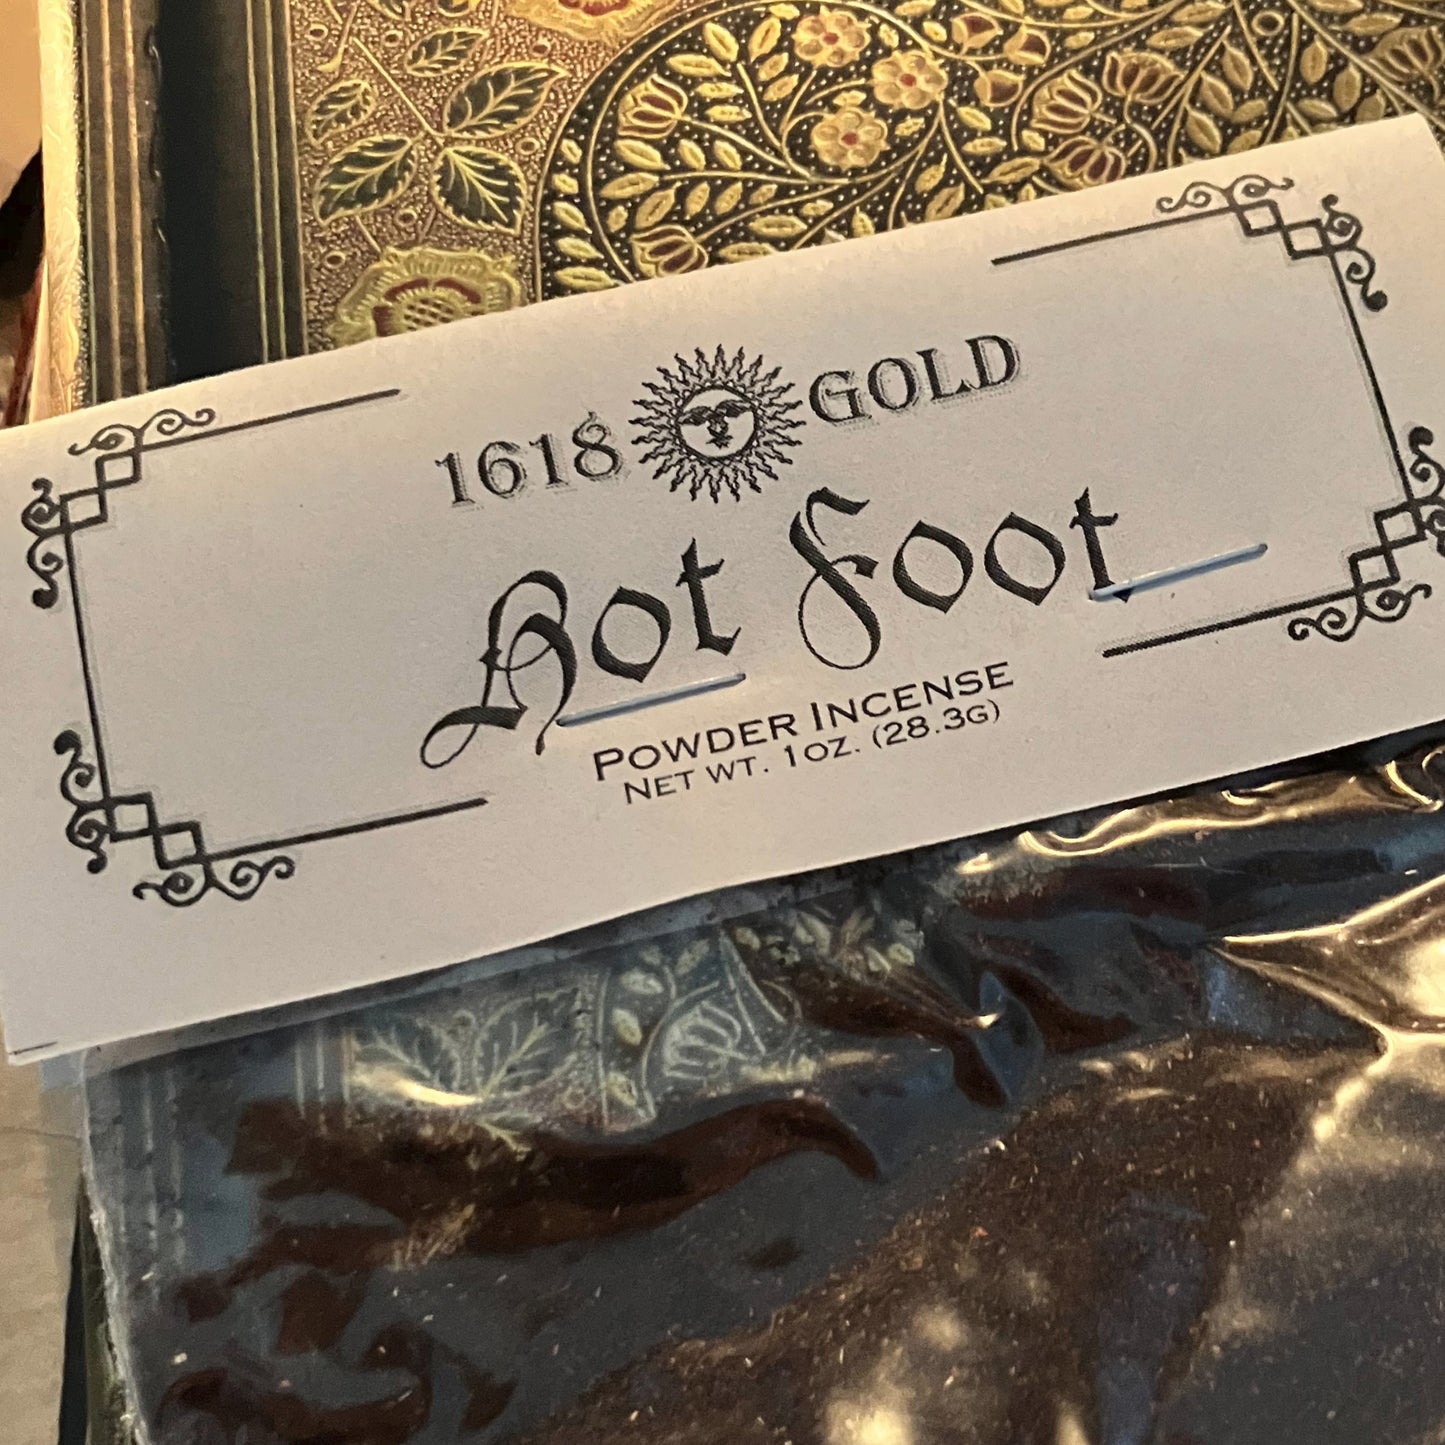 1618 GOLD
Hot Foot
POWDER INCENSE
NET WT. 1OZ. (28.3G)